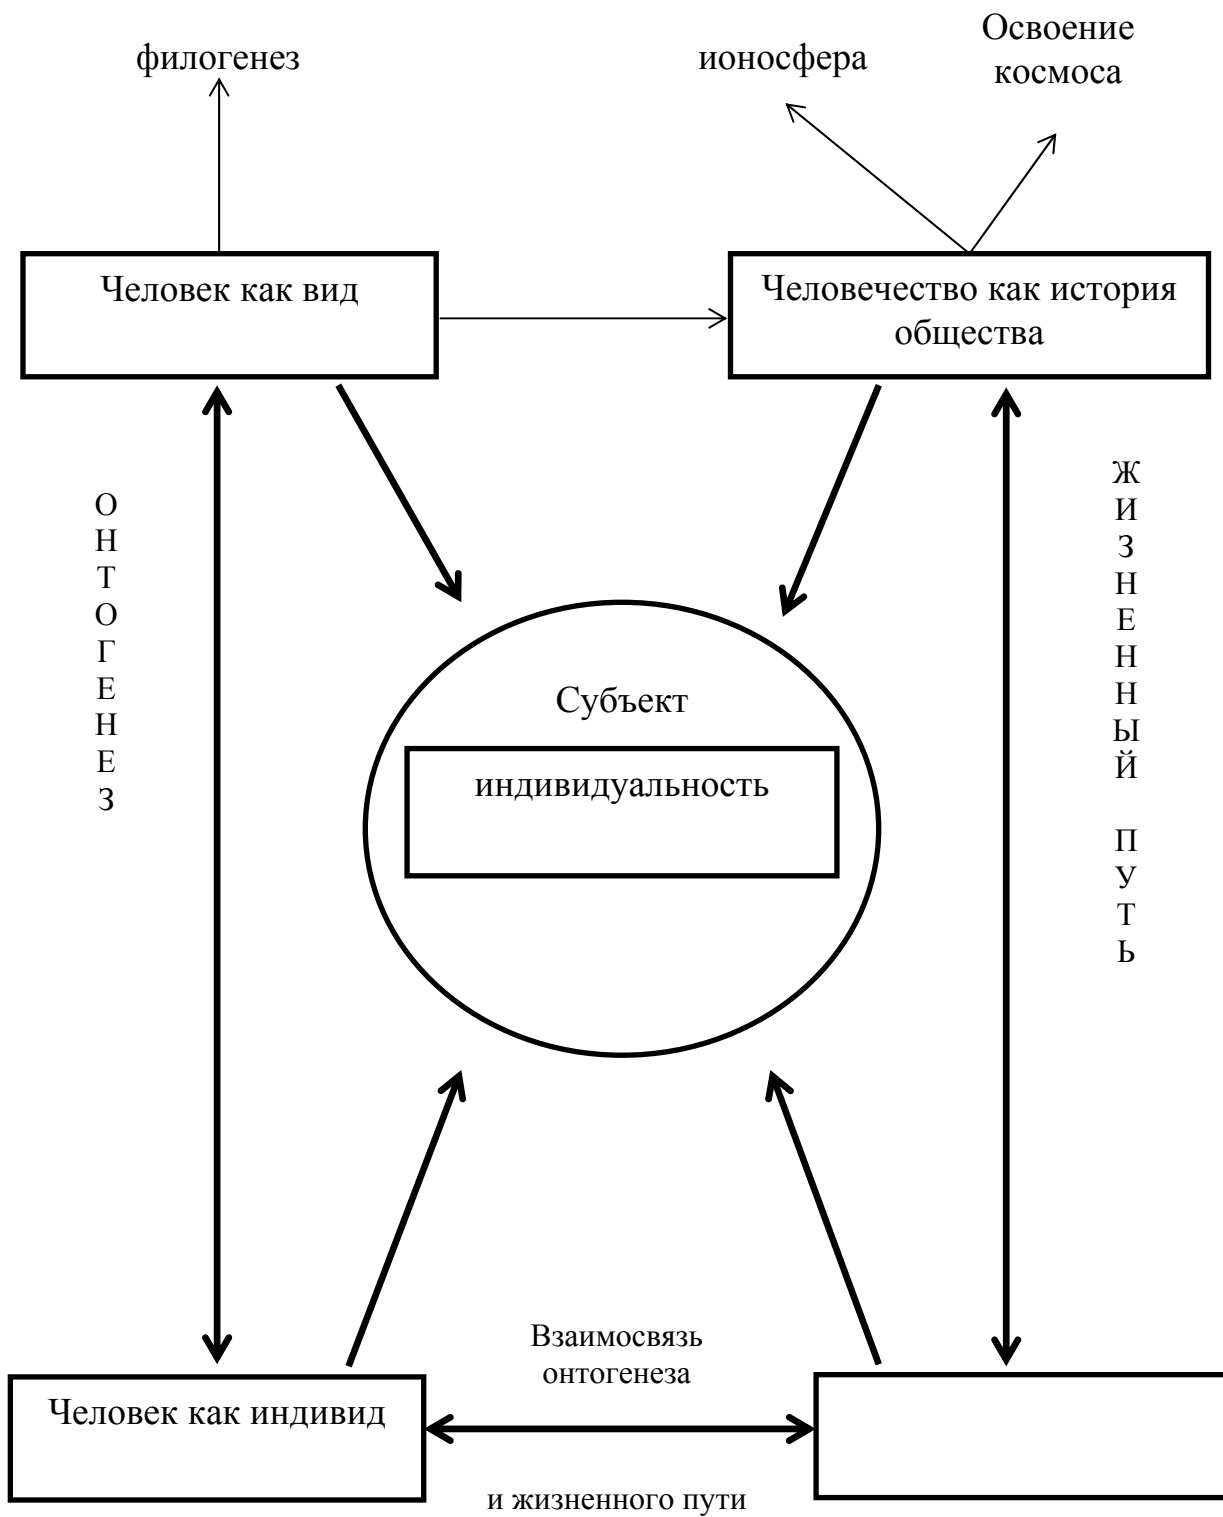 филогенез
ионосфера
Освоение
космоса
Человек как вид
Человечество как история
общества
О
Н
Т
О
Г
Е
Н
Е
З
Ж
И
З
Н
Е
Н
Н
Ы
Й
П
У
Т
Ь
Субъект
индивидуальность
Взаимосвязь
онтогенеза
Человек как индивид
и жизненного пути